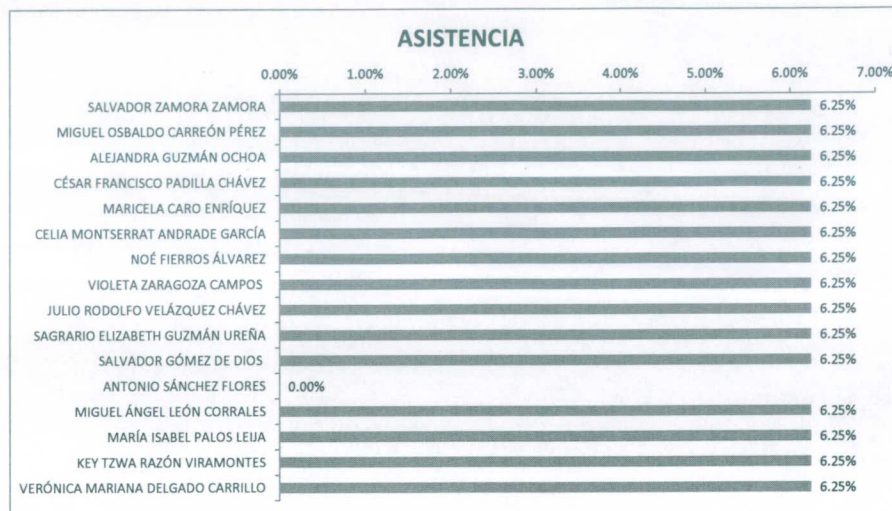 ASISTENCIA
0.00% 1.00% 2.00% 3.00% 4.00% 5.00% 6.00% 7.00%
SALVADOR ZAMORA ZAMORA 6.25%
MIGUEL OSBALDO CARREÓN PÉREZ 6.25%
ALEJANDRA GUZMÁN OCHOA 6.25%
CÉSAR FRANCISCO PADILLA CHÁVEZ 6.25%
MARICELA CARO ENRÍQUEZ 6.25%
CELIA MONTSERRAT ANDRADE GARCÍA 6.25%
NOÉ FIERROS ÁLVAREZ 6.25%
VIOLETA ZARAGOZA CAMPOS 6.25%
JULIO RODOLFO VELÁZQUEZ CHÁVEZ 6.25%
SAGRARIO ELIZABETH GUZMÁN UREÑA 6.25%
SALVADOR GÓMEZ DE DIOS 6.25%
ANTONIO SÁNCHEZ FLORES 0.00%
MIGUEL ÁNGEL LEÓN CORRALES 6.25%
MARÍA ISABEL PALOS LEIJA 6.25%
KEY TZWA RAZÓN VIRAMONTES 6.25%
VERÓNICA MARIANA DELGADO CARRILLO 6.25%